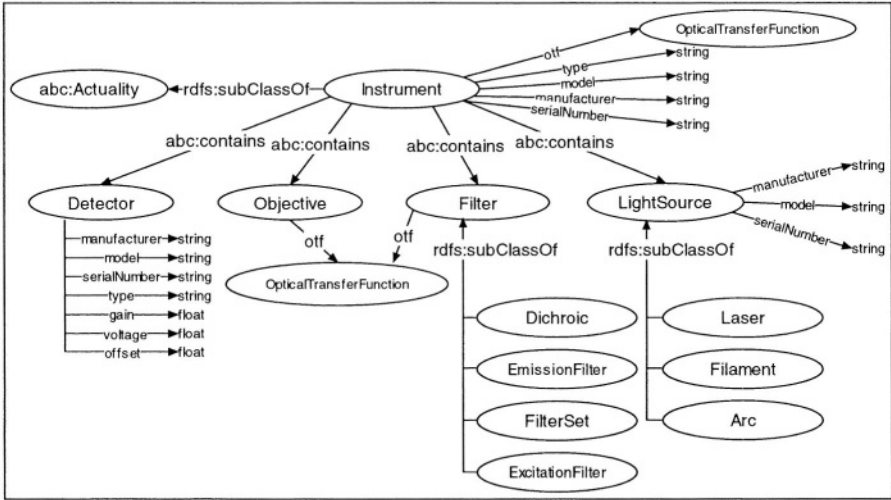 OpticalTransferFunction
otf
type
string
abc:Actuality
rdfs:subClassOf
Instrument
model
string
manufacturer
string
serialNumber
string
abc:contains
abc:contains
abc:contains
abc:contains
Detector
Objective
Filter
LightSource
manufacturer
string
model
string
serialNumber
string
manufacturer
string
model
string
serialNumber
string
type
string
gain
float
voltage
float
offset
float
otf
otf
OpticalTransferFunction
rdfs:subClassOf
rdfs:subClassOf
Dichroic
EmissionFilter
FilterSet
ExcitationFilter
Laser
Filament
Arc